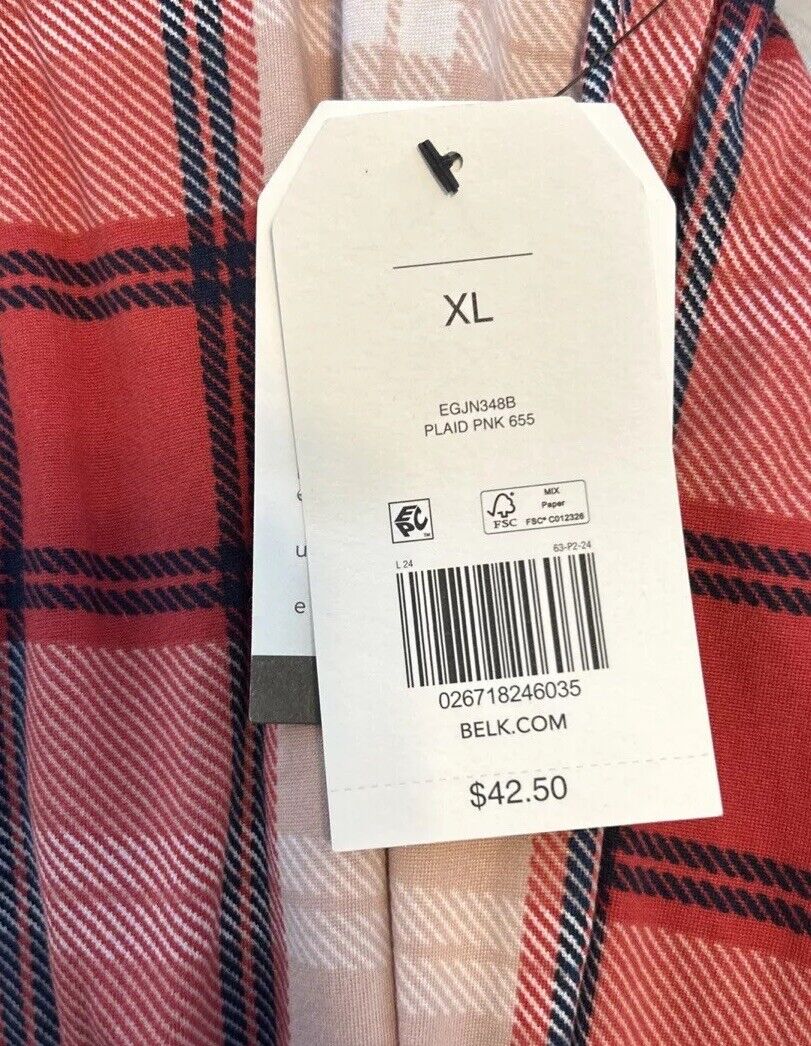 XL
EGJN348B
PLAID PNK 655
EPC™
FSC
MIX
Paper
FSC® C012326
L 24
63-P2-24
026718246035
BELK.COM
$42.50
u
e